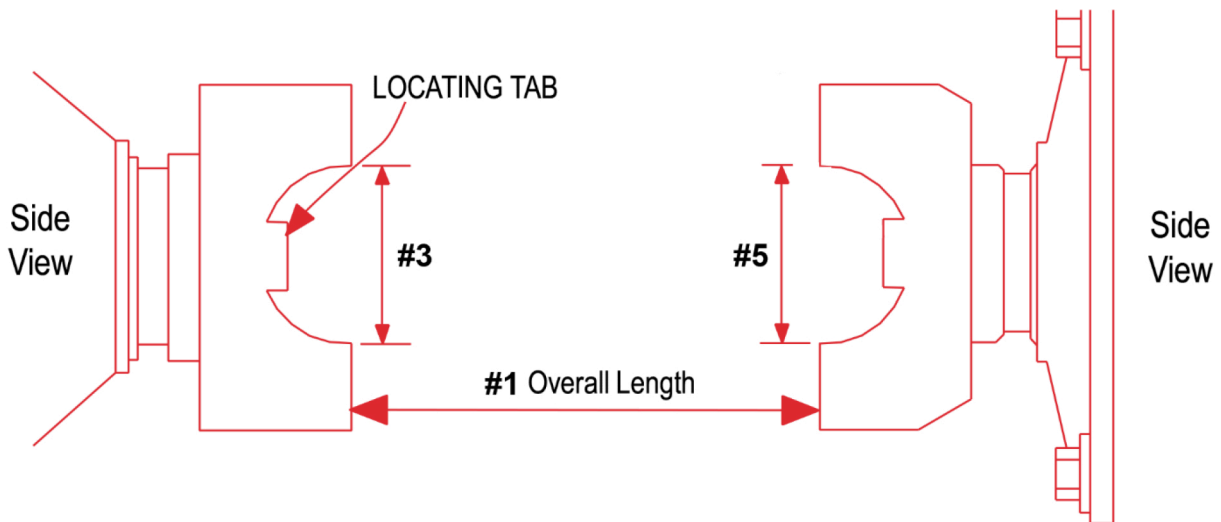 LOCATING TAB
Side
View
#3
#5
Side
View
#1 Overall Length